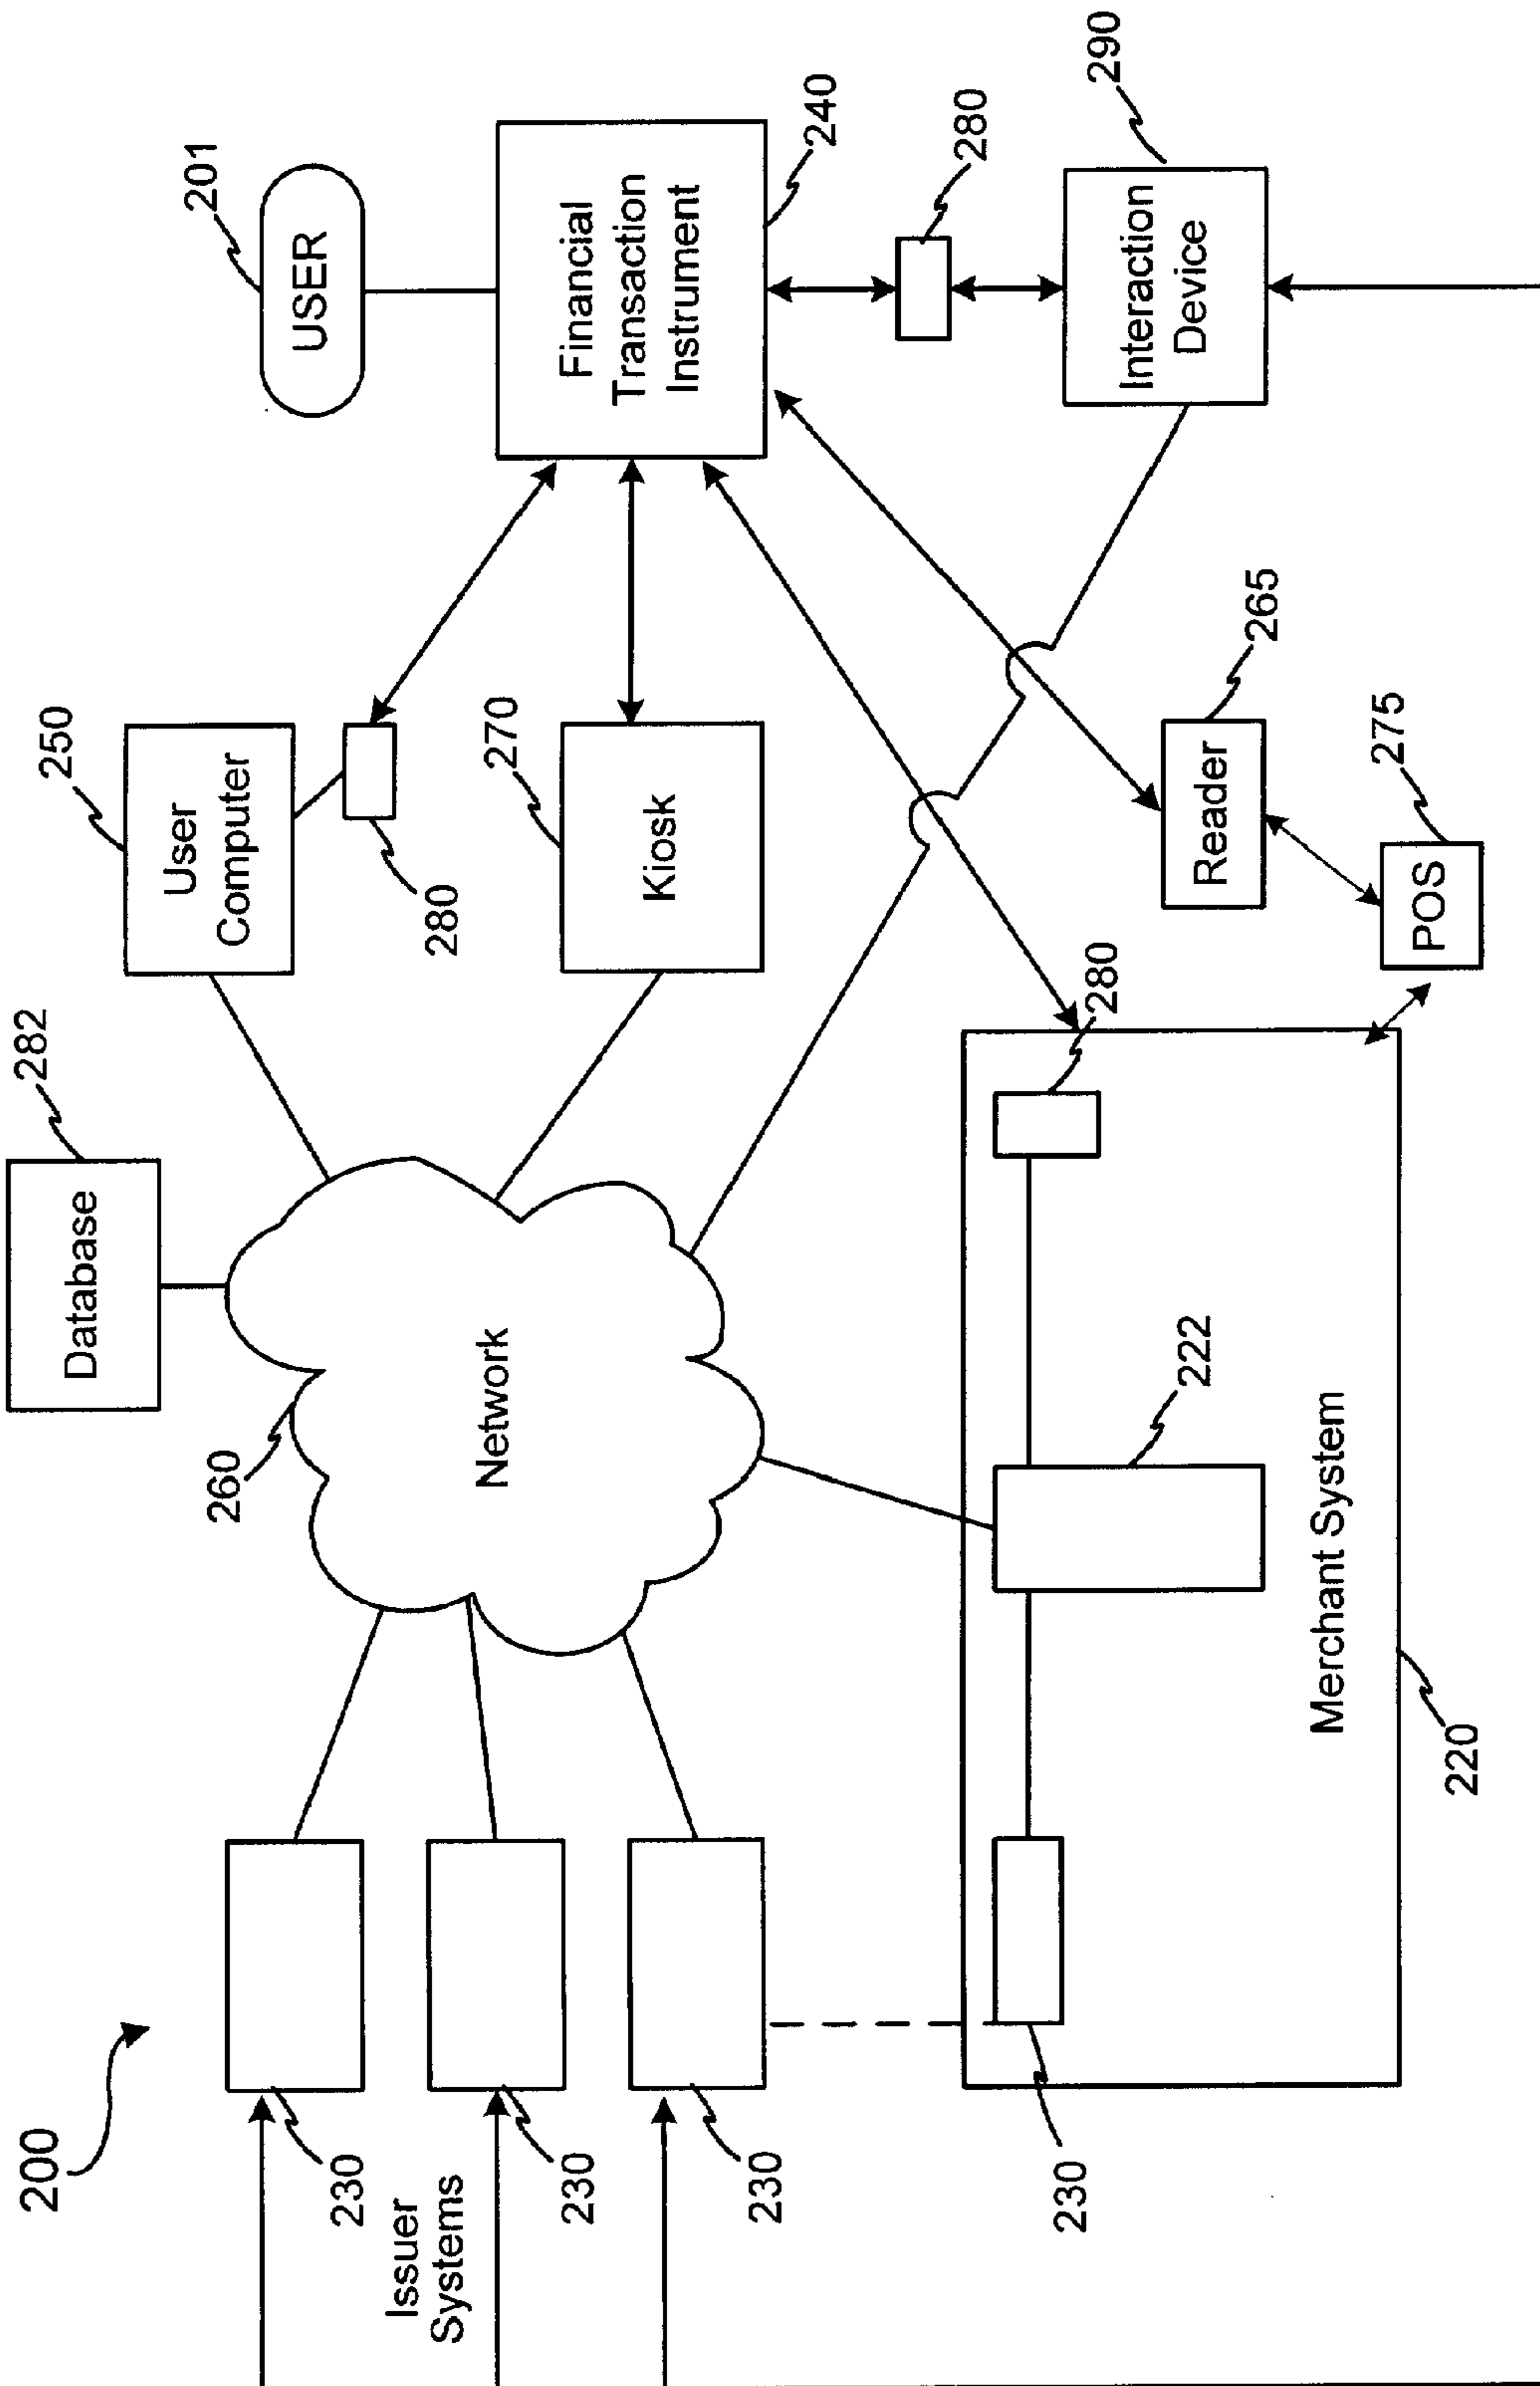 200
282
Database
250
User
Computer
280
201
USER
260
Network
270
Kiosk
Financial
Transaction
Instrument
240
230
Issuer
Systems
230
230
280
Interaction
Device
290
230
222
Merchant System
220
280
Reader
265
POS
275